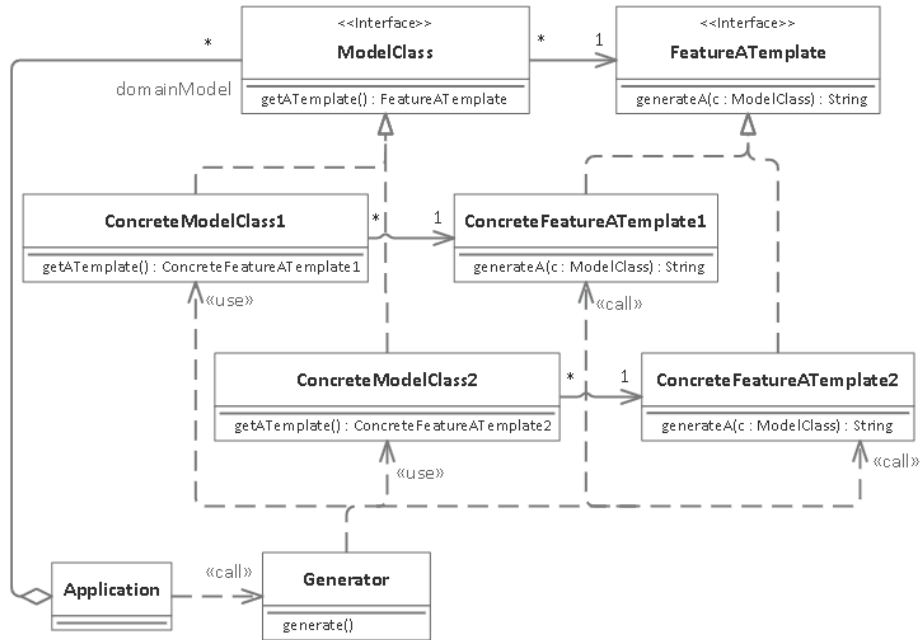 <<Interface>>
ModelClass
getATemplate() : FeatureATemplate
*
domainModel
*
1
<<Interface>>
FeatureATemplate
generateA(c : ModelClass) : String
ConcreteModelClass1
getATemplate() : ConcreteFeatureATemplate1
*
1
ConcreteFeatureATemplate1
generateA(c : ModelClass) : String
«use»
«call»
ConcreteModelClass2
getATemplate() : ConcreteFeatureATemplate2
*
1
ConcreteFeatureATemplate2
generateA(c : ModelClass) : String
«use»
«call»
Application
«call»
Generator
generate()